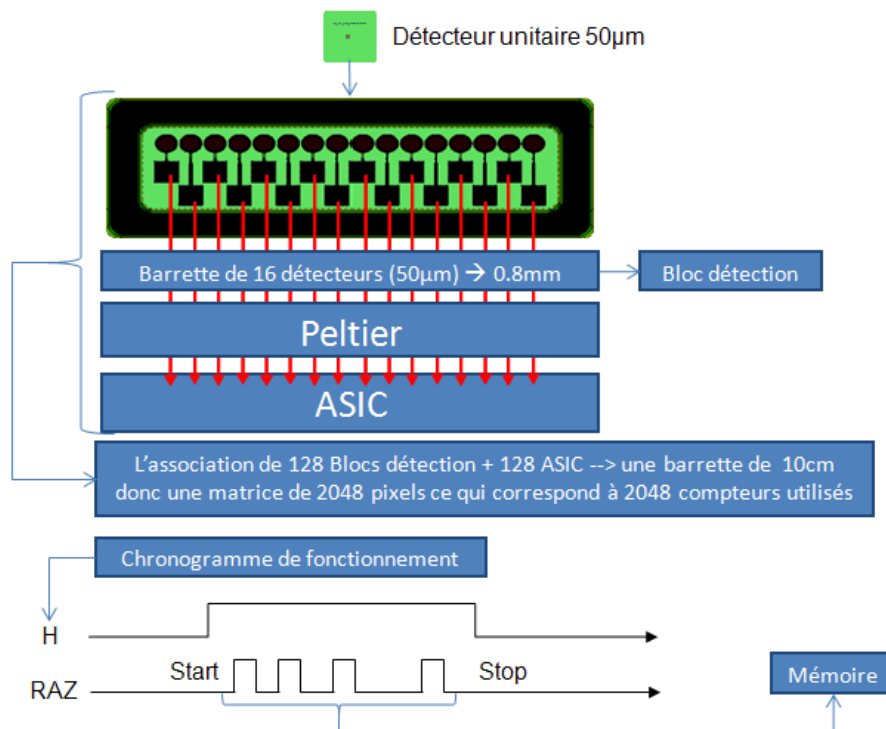 Détecteur unitaire 50µm
Barrette de 16 détecteurs (50µm) → 0.8mm
Bloc détection
Peltier
ASIC
L'association de 128 Blocs détection + 128 ASIC --> une barrette de 10cm
donc une matrice de 2048 pixels ce qui correspond à 2048 compteurs utilisés
Chronogramme de fonctionnement
H
Start
Stop
RAZ
Mémoire